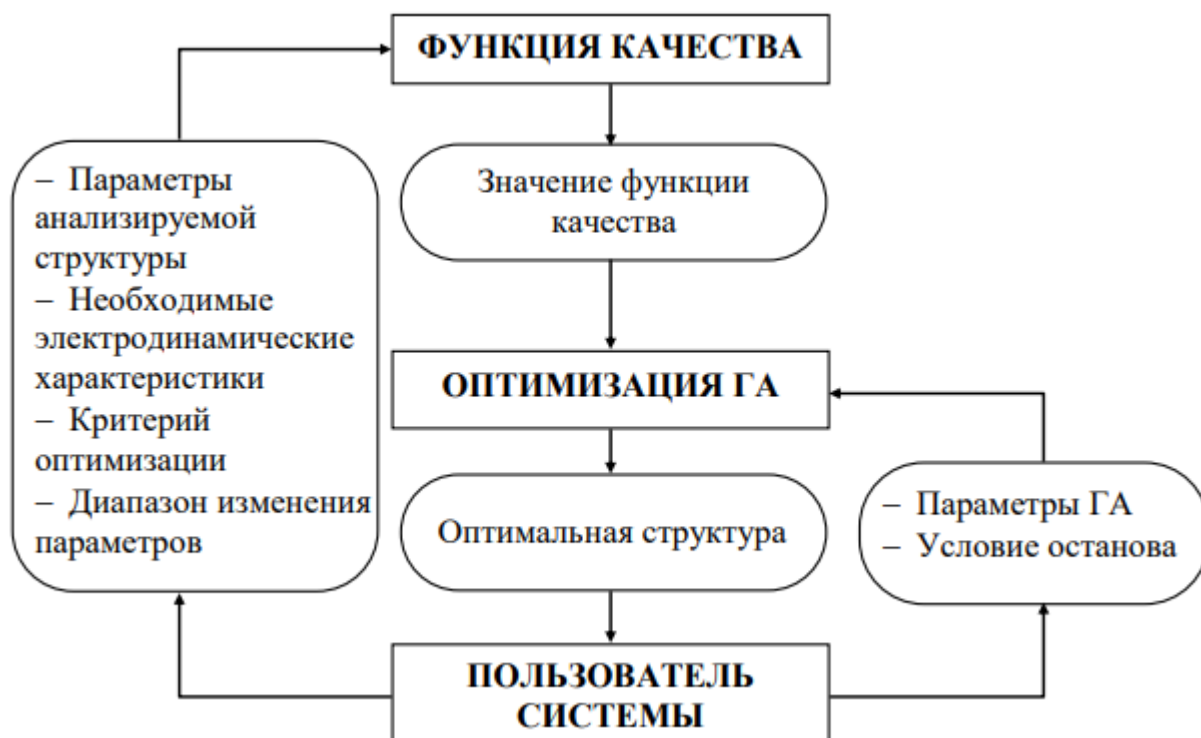 ФУНКЦИЯ КАЧЕСТВА
– Параметры
анализируемой
структуры
– Необходимые
электродинамические
характеристики
– Критерий
оптимизации
– Диапазон изменения
параметров
Значение функции
качества
ОПТИМИЗАЦИЯ ГА
Оптимальная структура
– Параметры ГА
– Условие останова
ПОЛЬЗОВАТЕЛЬ
СИСТЕМЫ